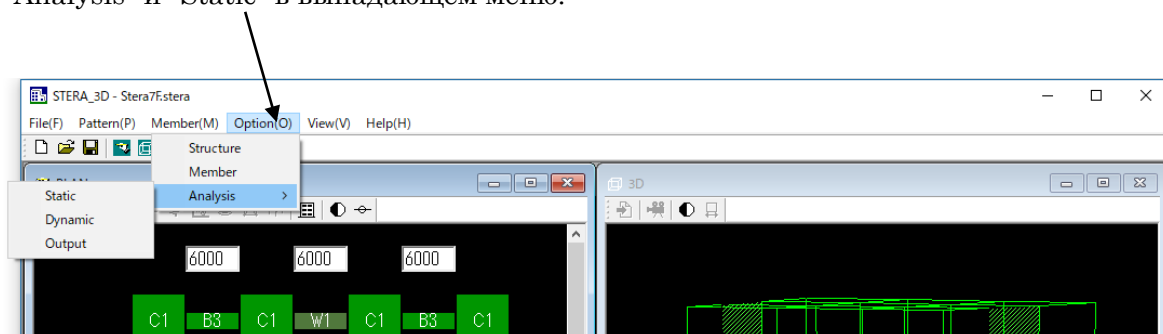 "Analysis" и "Static" в выпадающем меню.
STERA_3D - Stera7F.stera
File(F) Pattern(P) Member(M) Option(O) View(V) Help(H)
Structure
Member
Analysis
Static
Dynamic
Output
3D
6000 6000 6000
C1 B3 C1 W1 C1 B3 C1